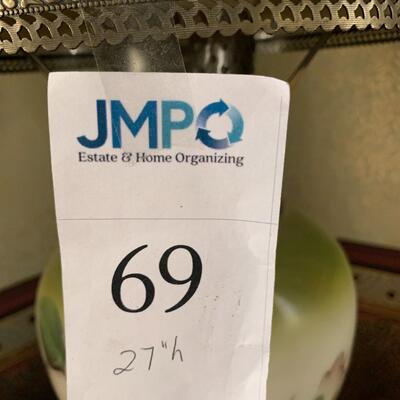 JMPO
Estate & Home Organizing
69
27"h